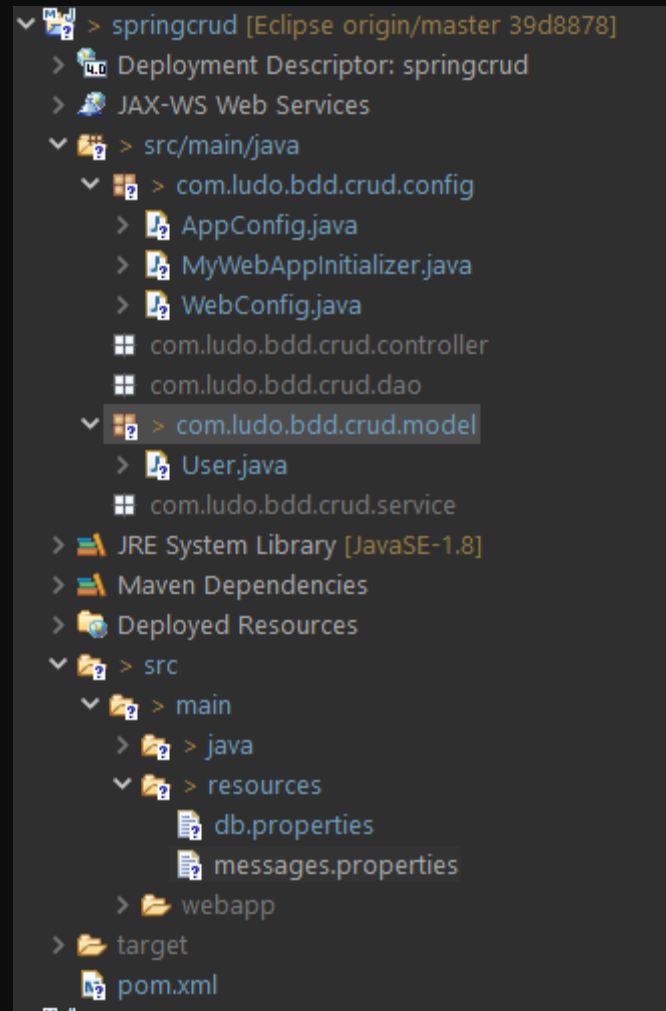 > springcrud [Eclipse origin/master 39d8878]
Deployment Descriptor: springcrud
JAX-WS Web Services
> src/main/java
> com.ludo.bdd.crud.config
AppConfig.java
MyWebAppInitializer.java
WebConfig.java
com.ludo.bdd.crud.controller
com.ludo.bdd.crud.dao
> com.ludo.bdd.crud.model
User.java
com.ludo.bdd.crud.service
JRE System Library [JavaSE-1.8]
Maven Dependencies
Deployed Resources
> src
> main
> java
> resources
db.properties
messages.properties
webapp
target
pom.xml